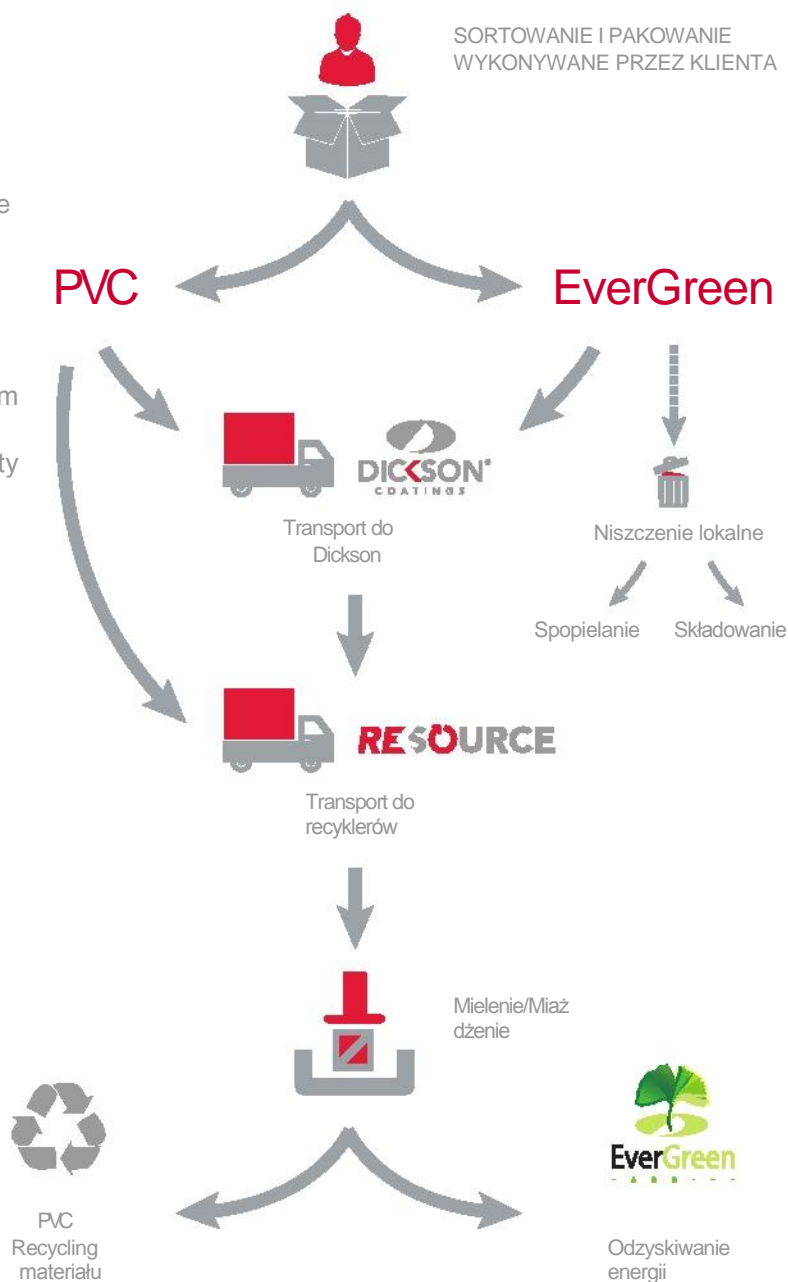 SORTOWANIE I PAKOWANIE
WYKONYWANE PRZEZ KLIENTA
e
PVC
EverGreen
m
ty
DICKSON
COATINGS
Transport do
Dickson
Niszczenie lokalne
Spopielanie
Składowanie
RESOURCE
Transport do
recyklerów
Mielenie/Miaż
dżenie
EverGreen
PVC
Recycling
materiału
Odzyskiwanie
energii